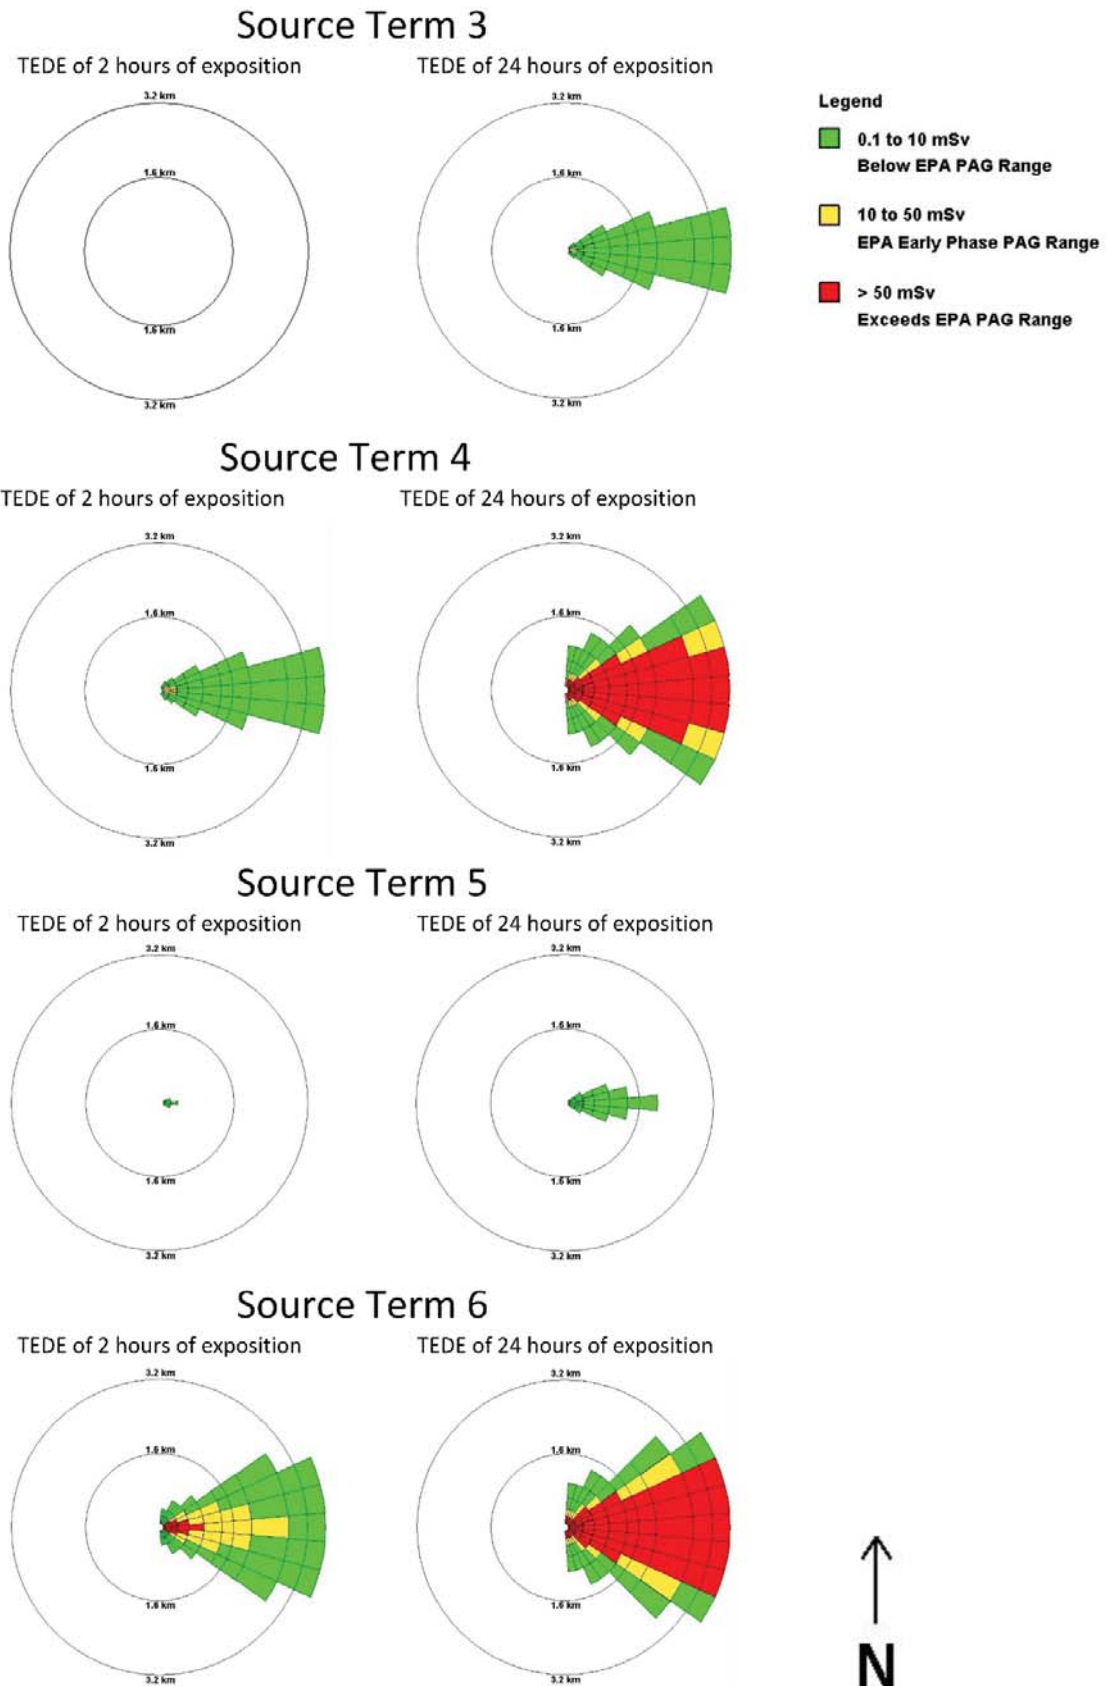 Source Term 3
TEDE of 2 hours of exposition
TEDE of 24 hours of exposition
3.2 km
1.6 km
1.6 km
3.2 km
3.2 km
1.6 km
1.6 km
3.2 km
Legend
0.1 to 10 mSv
Below EPA PAG Range
10 to 50 mSv
EPA Early Phase PAG Range
> 50 mSv
Exceeds EPA PAG Range
Source Term 4
TEDE of 2 hours of exposition
TEDE of 24 hours of exposition
3.2 km
1.6 km
1.6 km
3.2 km
3.2 km
1.6 km
1.6 km
3.2 km
Source Term 5
TEDE of 2 hours of exposition
TEDE of 24 hours of exposition
3.2 km
1.6 km
1.6 km
3.2 km
3.2 km
1.6 km
1.6 km
3.2 km
Source Term 6
TEDE of 2 hours of exposition
TEDE of 24 hours of exposition
3.2 km
1.6 km
1.6 km
3.2 km
3.2 km
1.6 km
1.6 km
3.2 km
N